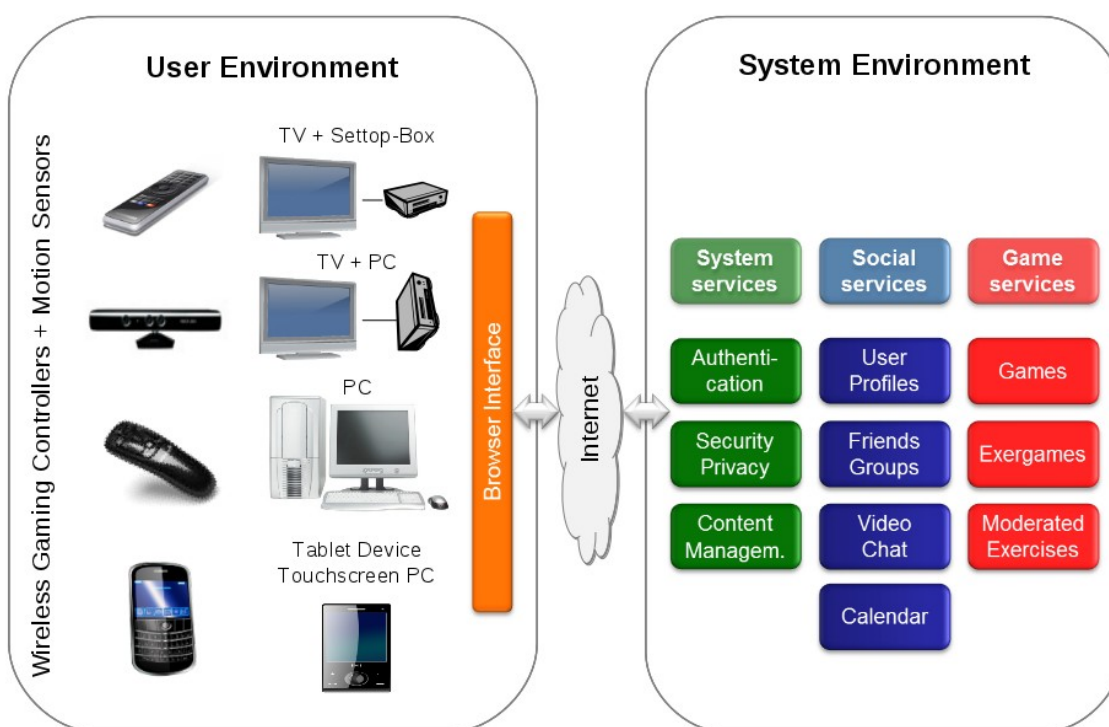 User Environment
Wireless Gaming Controllers + Motion Sensors
TV + Settop-Box
TV + PC
PC
Tablet Device
Touchscreen PC
Browser Interface
Internet
System Environment
System
services
Social
services
Game
services
Authenti-
cation
User
Profiles
Games
Security
Privacy
Friends
Groups
Exergames
Content
Managem.
Video
Chat
Moderated
Exercises
Calendar